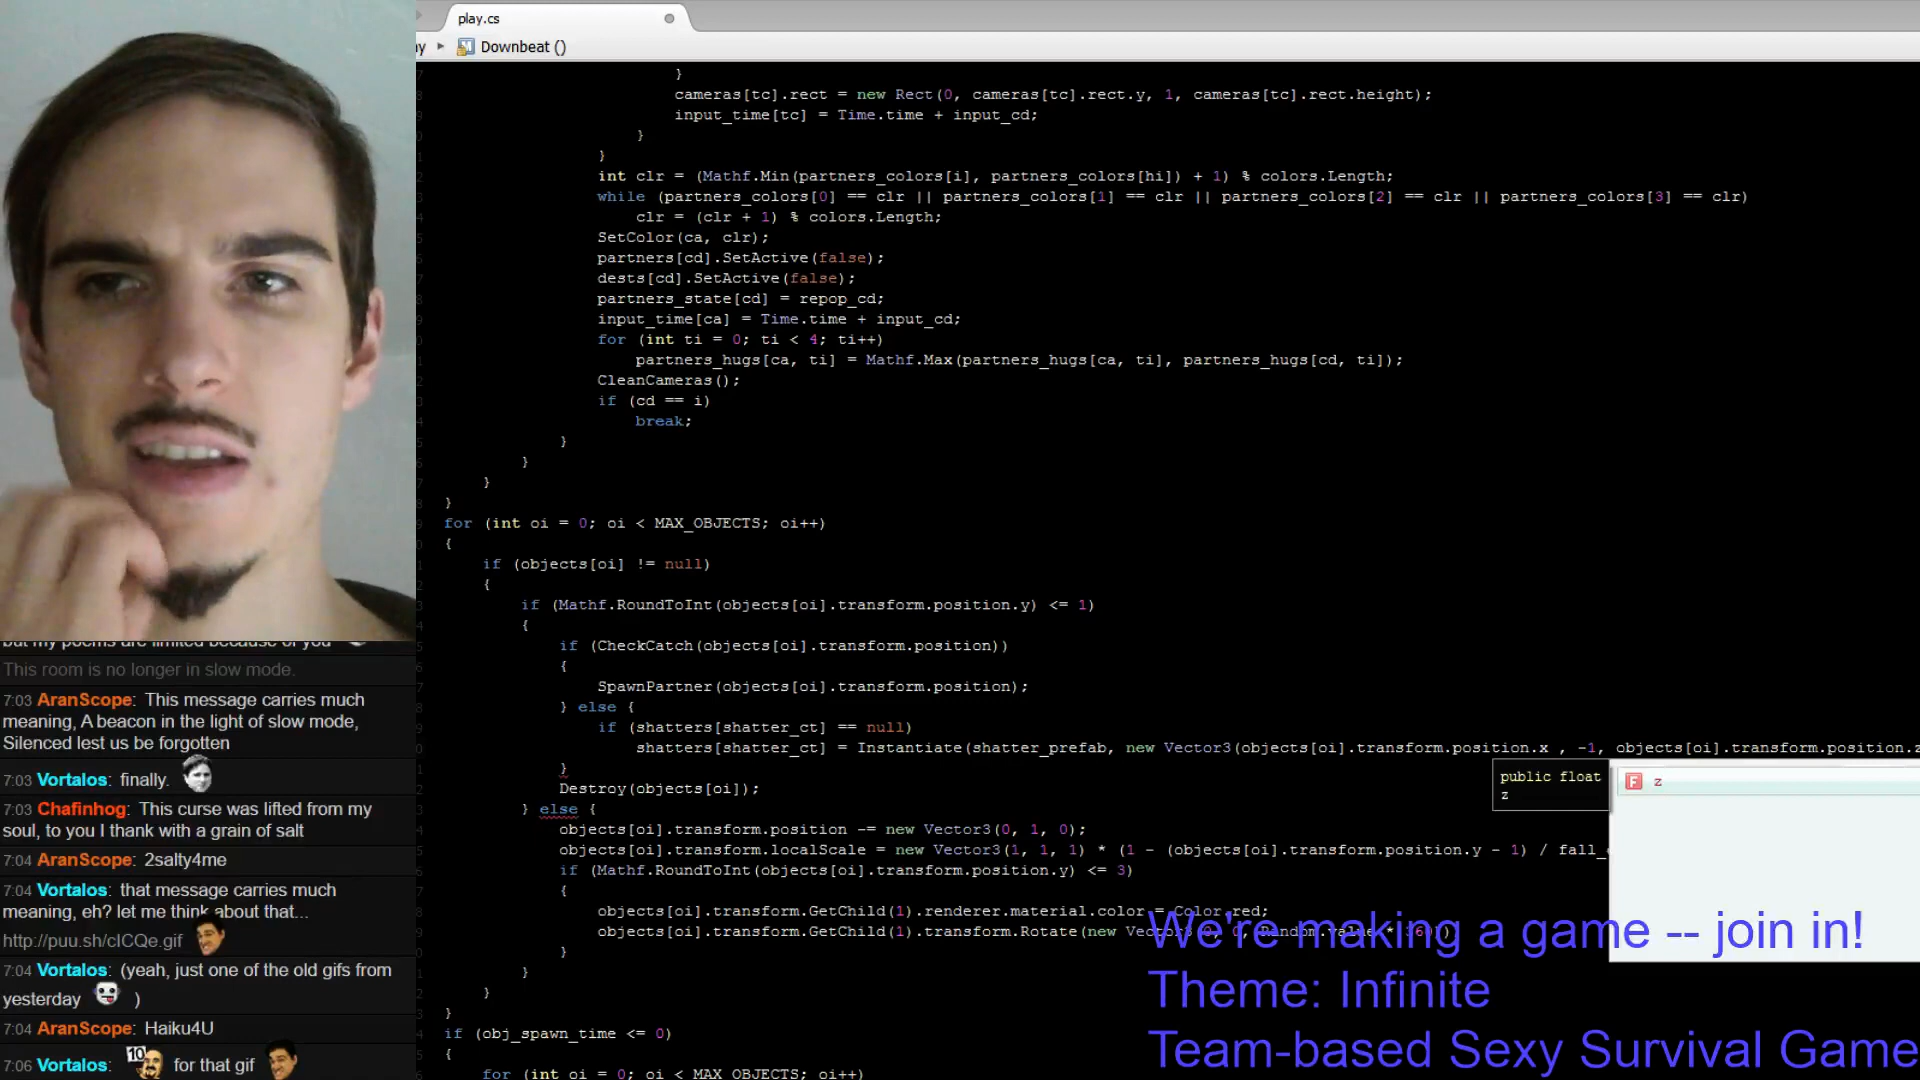 play.cs
Downbeat ()
}
cameras[tc].rect = new Rect(0, cameras[tc].rect.y, 1, cameras[tc].rect.height);
input_time[tc] = Time.time + input_cd;
}
}
int clr = (Mathf.Min(partners_colors[i], partners_colors[hi]) + 1) % colors.Length;
while (partners_colors[0] == clr || partners_colors[1] == clr || partners_colors[2] == clr || partners_colors[3] == clr)
clr = (clr + 1) % colors.Length;
SetColor(ca, clr);
partners[cd].SetActive(false);
dests[cd].SetActive(false);
partners_state[cd] = repop_cd;
input_time[ca] = Time.time + input_cd;
for (int ti = 0; ti < 4; ti++)
partners_hugs[ca, ti] = Mathf.Max(partners_hugs[ca, ti], partners_hugs[cd, ti]);
CleanCameras();
if (cd == i)
break;
}
}
}
}
for (int oi = 0; oi < MAX_OBJECTS; oi++)
{
if (objects[oi] != null)
{
if (Mathf.RoundToInt(objects[oi].transform.position.y) <= 1)
{
if (CheckCatch(objects[oi].transform.position))
{
SpawnPartner(objects[oi].transform.position);
} else {
if (shatters[shatter_ct] == null)
shatters[shatter_ct] = Instantiate(shatter_prefab, new Vector3(objects[oi].transform.position.x , -1, objects[oi].transform.position.z
}
Destroy(objects[oi]);
} else {
objects[oi].transform.position -= new Vector3(0, 1, 0);
objects[oi].transform.localScale = new Vector3(1, 1, 1) * (1 - (objects[oi].transform.position.y - 1) / fall_
if (Mathf.RoundToInt(objects[oi].transform.position.y) <= 3)
{
objects[oi].transform.GetChild(1).renderer.material.color = Color.red;
objects[oi].transform.GetChild(1).transform.Rotate(new Vector3(0, 0, Random.value * 360))
}
}
}
}
if (obj_spawn_time <= 0)
{
for (int oi = 0; oi < MAX_OBJECTS; oi++)
public float
z
F z
We're making a game -- join in!
Theme: Infinite
Team-based Sexy Survival Game
but my poems are limited because of you
This room is no longer in slow mode.
7:03 AranScope: This message carries much
meaning, A beacon in the light of slow mode,
Silenced lest us be forgotten
7:03 Vortalos: finally.
7:03 Chafinhog: This curse was lifted from my
soul, to you I thank with a grain of salt
7:04 AranScope: 2salty4me
7:04 Vortalos: that message carries much
meaning, eh? let me think about that...
http://puu.sh/cICQe.gif
7:04 Vortalos: (yeah, just one of the old gifs from
yesterday )
7:04 AranScope: Haiku4U
7:06 Vortalos: 10 for that gif